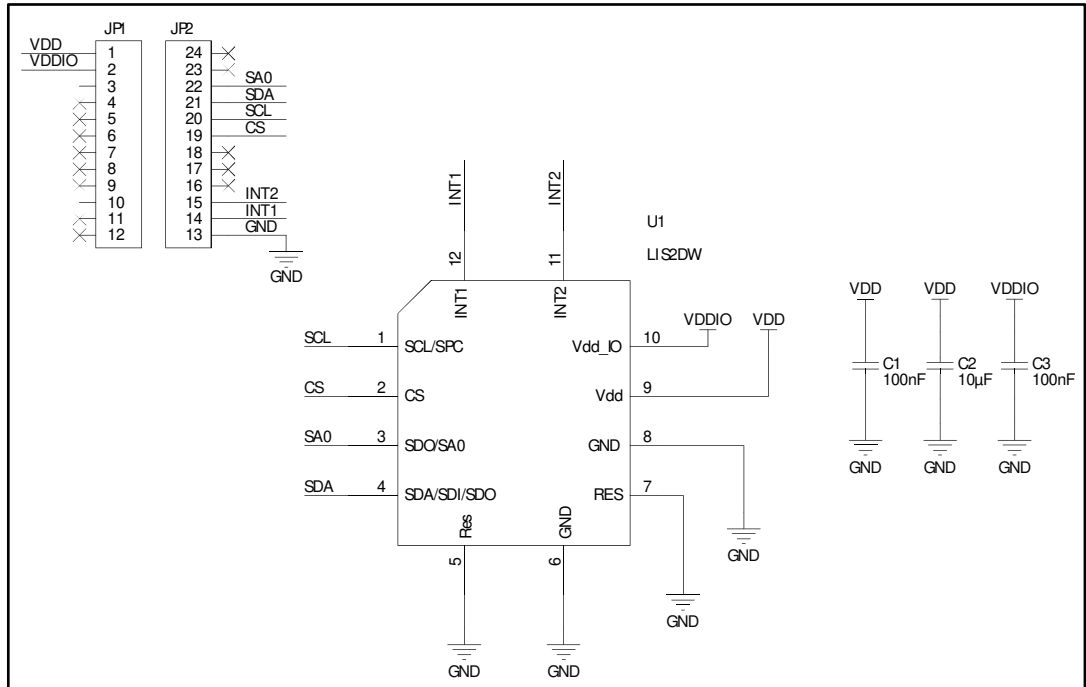 JP1 JP2
VDD 1 24
VDDIO 2 23
3 22 SA0
4 21 SDA
5 20 SCL
6 19 CS
7 18
8 17
9 16
10 15 INT2
11 14 INT1
12 13 GND
GND
INT1 INT2
12 11
U1
LIS2DW
INT1 INT2
SCL 1 SCL/SPC
CS 2 CS
SA0 3 SDO/SA0
SDA 4 SDA/SDI/SDO
Vdd_IO 10 VDDIO
Vdd 9 VDD
GND 8
RES 7
Res GND
5 6
GND
GND
GND
GND
VDD VDD VDDIO
C1 C2 C3
100nF 10µF 100nF
GND GND GND